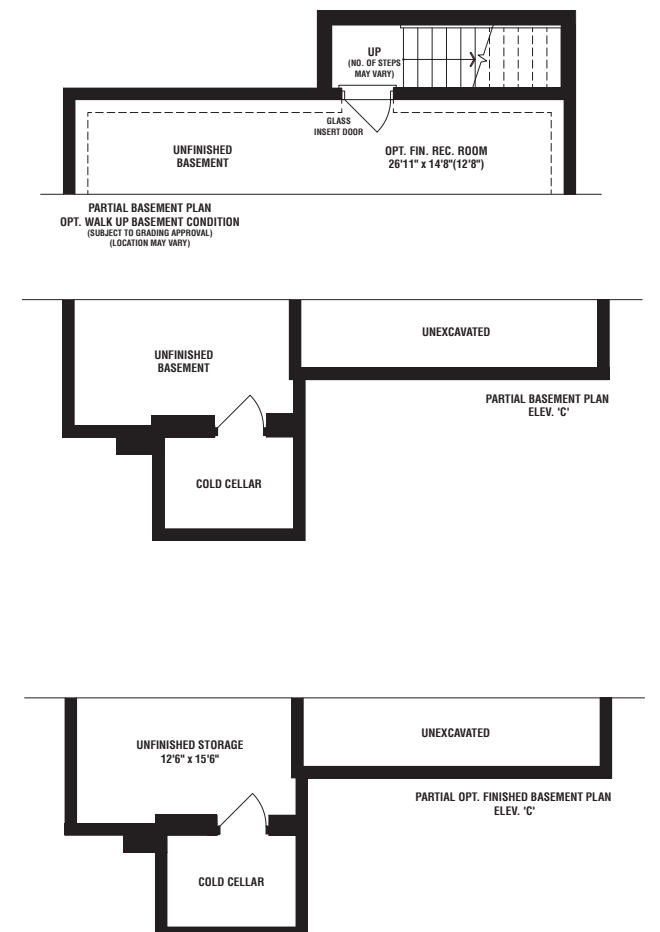 UP
(NO. OF STEPS
MAY VARY)
GLASS
INSERT DOOR
UNFINISHED
BASEMENT
OPT. FIN. REC. ROOM
26'11" x 14'8"(12'8")
PARTIAL BASEMENT PLAN
OPT. WALK UP BASEMENT CONDITION
(SUBJECT TO GRADING APPROVAL)
(LOCATION MAY VARY)
UNEXCAVATED
UNFINISHED
BASEMENT
PARTIAL BASEMENT PLAN
ELEV. 'C'
COLD CELLAR
UNEXCAVATED
UNFINISHED STORAGE
12'6" x 15'6"
PARTIAL OPT. FINISHED BASEMENT PLAN
ELEV. 'C'
COLD CELLAR